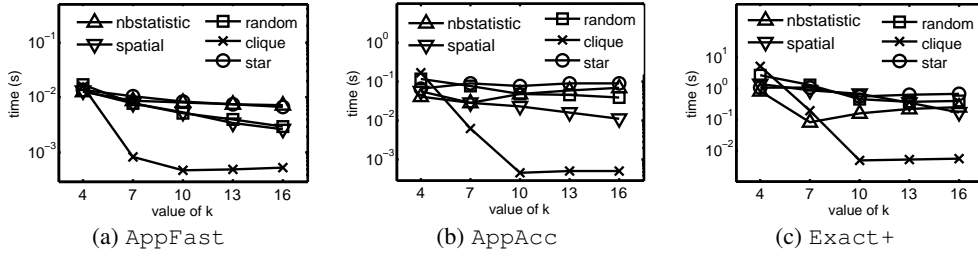 nbstatistic
spatial
random
clique
star
time (s)
10^-1
10^-2
10^-3
4 7 10 13 16
value of k
(a) AppFast
nbstatistic
spatial
random
clique
star
time (s)
10^0
10^-1
10^-2
10^-3
4 7 10 13 16
value of k
(b) AppAcc
nbstatistic
spatial
random
clique
star
time (s)
10^1
10^0
10^-1
10^-2
4 7 10 13 16
value of k
(c) Exact+